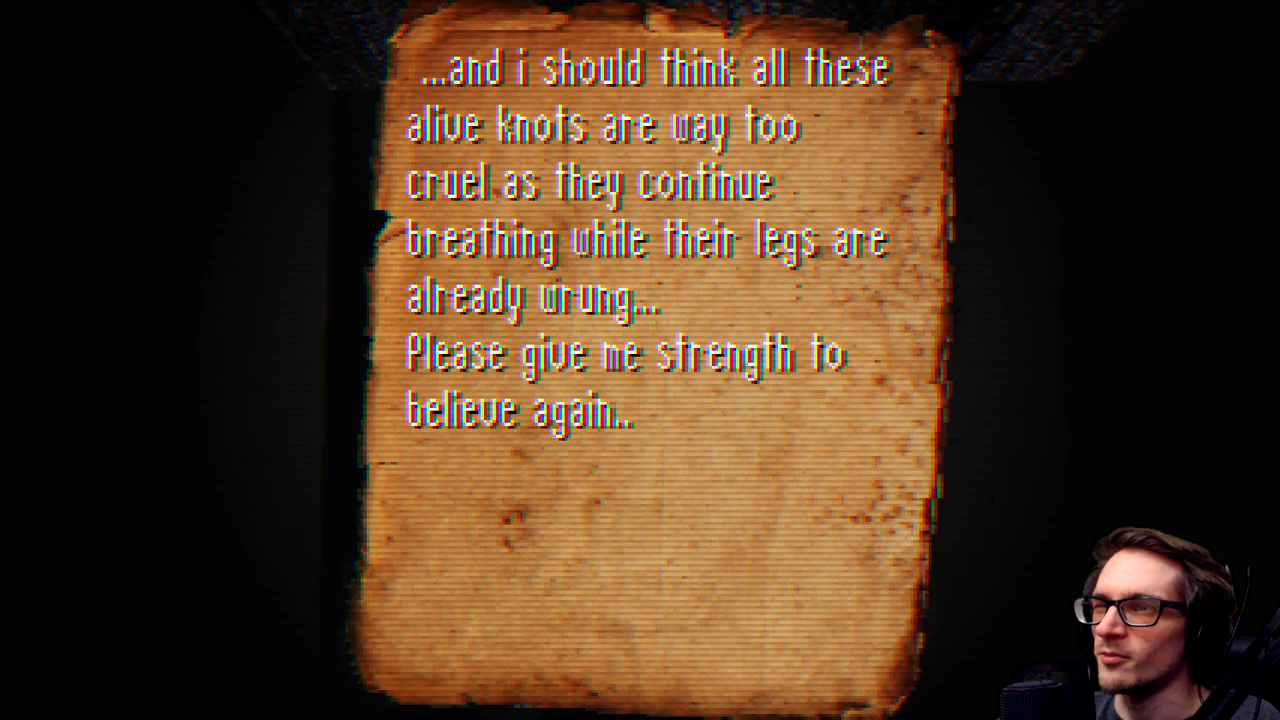 ...and i should think all these
alive knots are way too
cruel as they continue
breathing while their legs are
already wrung...
Please give me strength to
believe again..